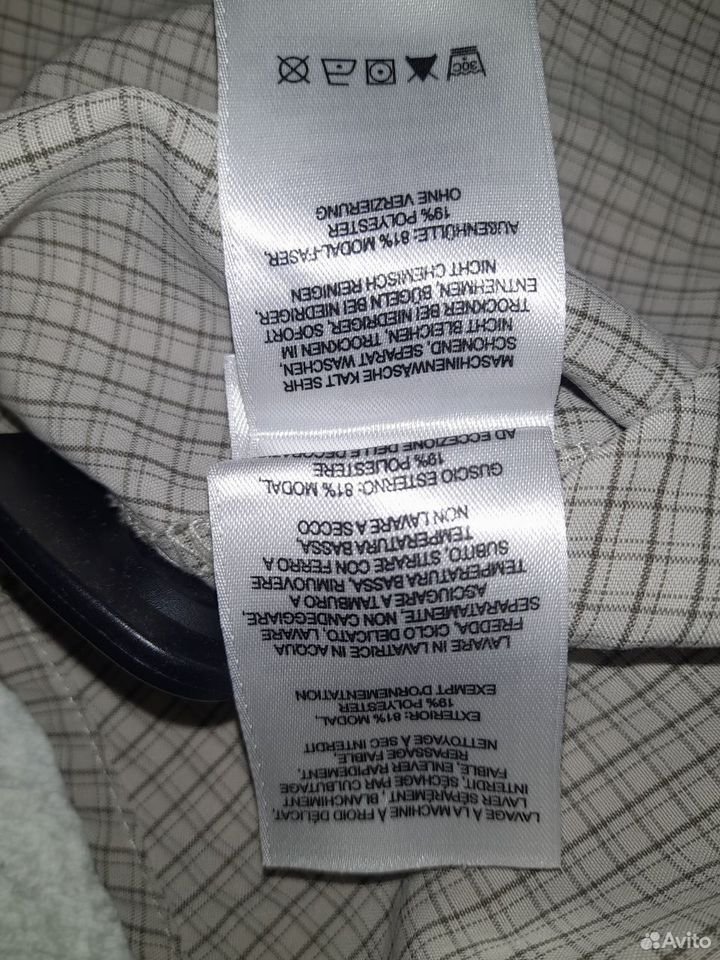 LAVAGE À LA MACHINE À FROID DÉLICAT,
LAVER SÉPARÉMENT, BLANCHIMENT
INTERDIT, SÉCHAGE PAR CULBUTAGE
FAIBLE, ENLEVER RAPIDEMENT,
REPASSAGE FAIBLE,
NETTOYAGE À SEC INTERDIT
EXTERIOR: 81% MODAL,
19% POLYESTER
EXEMPT D'ORNEMENTATION
LAVARE IN LAVATRICE IN ACQUA
FREDDA, CICLO DELICATO, LAVARE
SEPARATAMENTE, NON CANDEGGIARE,
ASCIUGARE A TAMBURO A
TEMPERATURA BASSA, RIMUOVERE
SUBITO, STIRARE CON FERRO A
TEMPERATURA BASSA,
NON LAVARE A SECCO
GUSCIO ESTERNO: 81% MODAL,
19% POLIESTERE
AD ECCEZIONE DELLE
MASCHINENWÄSCHE KALT SEHR
SCHONEND, SEPARAT WASCHEN,
NICHT BLEICHEN, TROCKNEN IM
TROCKNER BEI NIEDRIGER, SOFORT
ENTNEHMEN, BÜGELN BEI NIEDRIGER,
NICHT CHEMISCH REINIGEN
AUßENHÜLLE: 81% MODAL-FASER,
19% POLYESTER
OHNE VERZIERUNG
30C
Avito